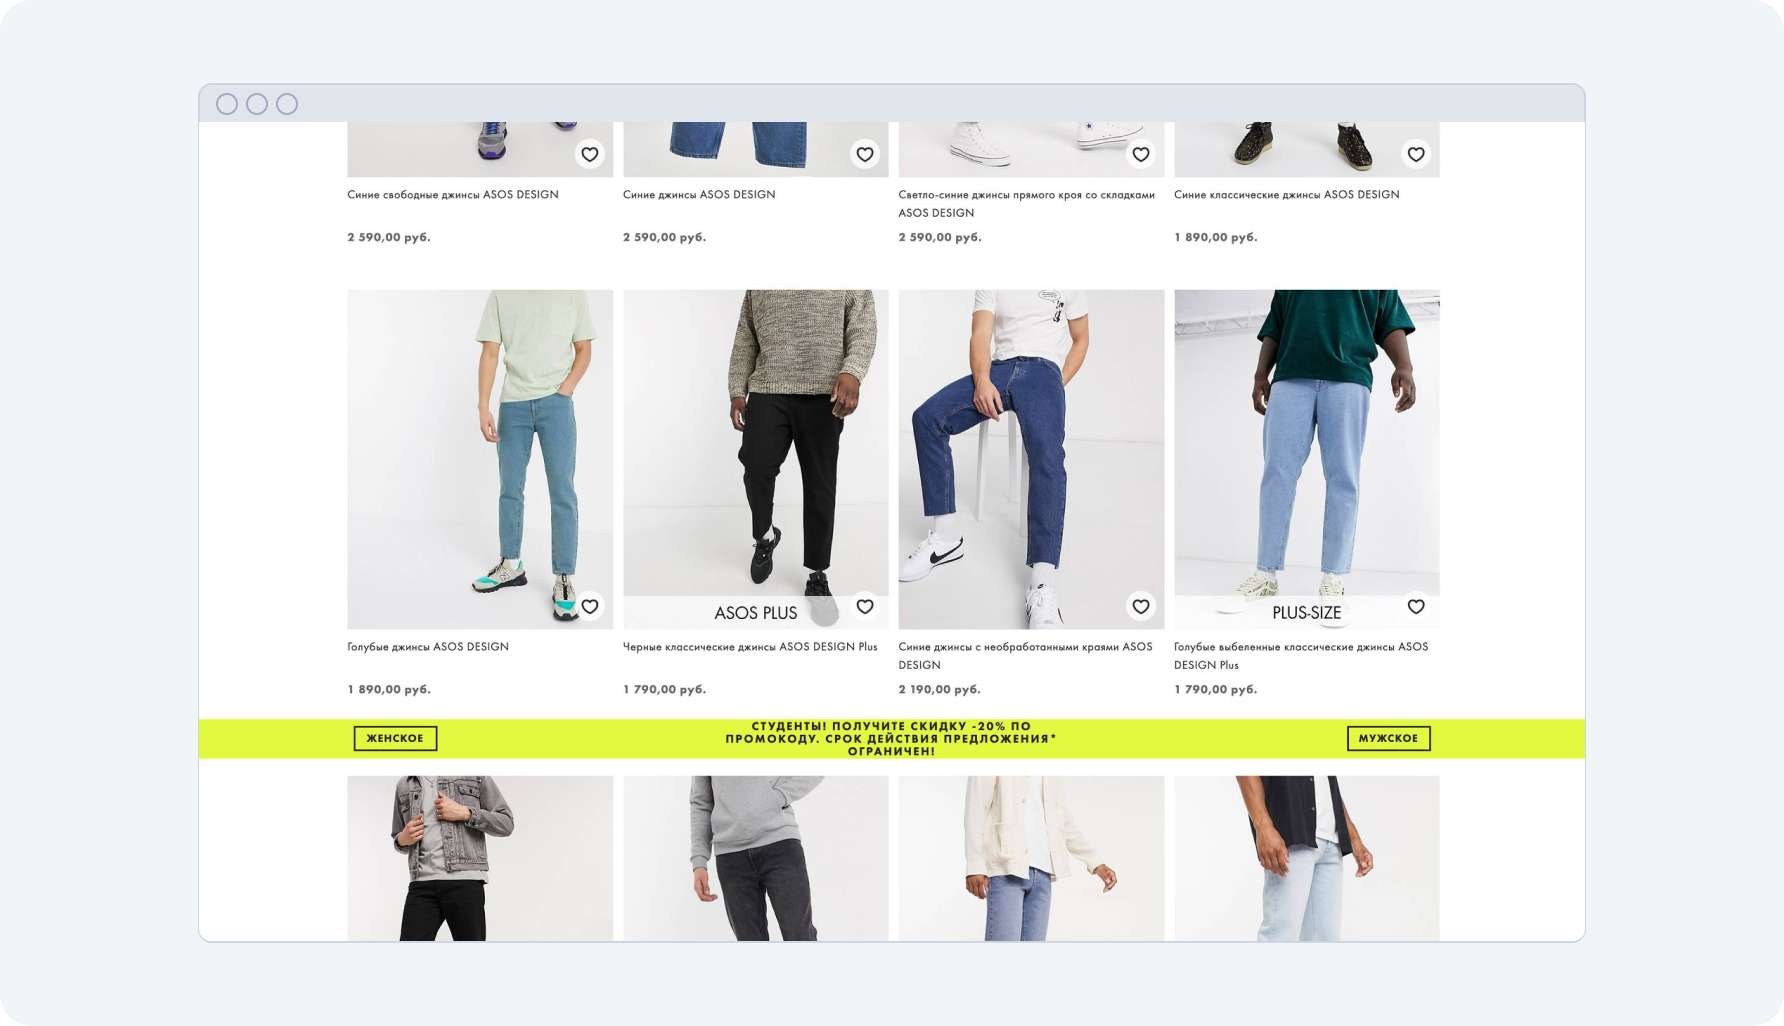 Синие свободные джинсы ASOS DESIGN
2 590,00 руб.
Синие джинсы ASOS DESIGN
2 590,00 руб.
Светло-синие джинсы прямого кроя со складками
ASOS DESIGN
2 590,00 руб.
Синие классические джинсы ASOS DESIGN
1 890,00 руб.
Голубые джинсы ASOS DESIGN
1 890,00 руб.
ASOS PLUS
Черные классические джинсы ASOS DESIGN Plus
1 790,00 руб.
Синие джинсы с необработанными краями ASOS
DESIGN
2 190,00 руб.
PLUS-SIZE
Голубые выбеленные классические джинсы ASOS
DESIGN Plus
1 790,00 руб.
ЖЕНСКОЕ
СТУДЕНТЫ! ПОЛУЧИТЕ СКИДКУ -20% ПО
ПРОМОКОДУ. СРОК ДЕЙСТВИЯ ПРЕДЛОЖЕНИЯ*
ОГРАНИЧЕН!
МУЖСКОЕ